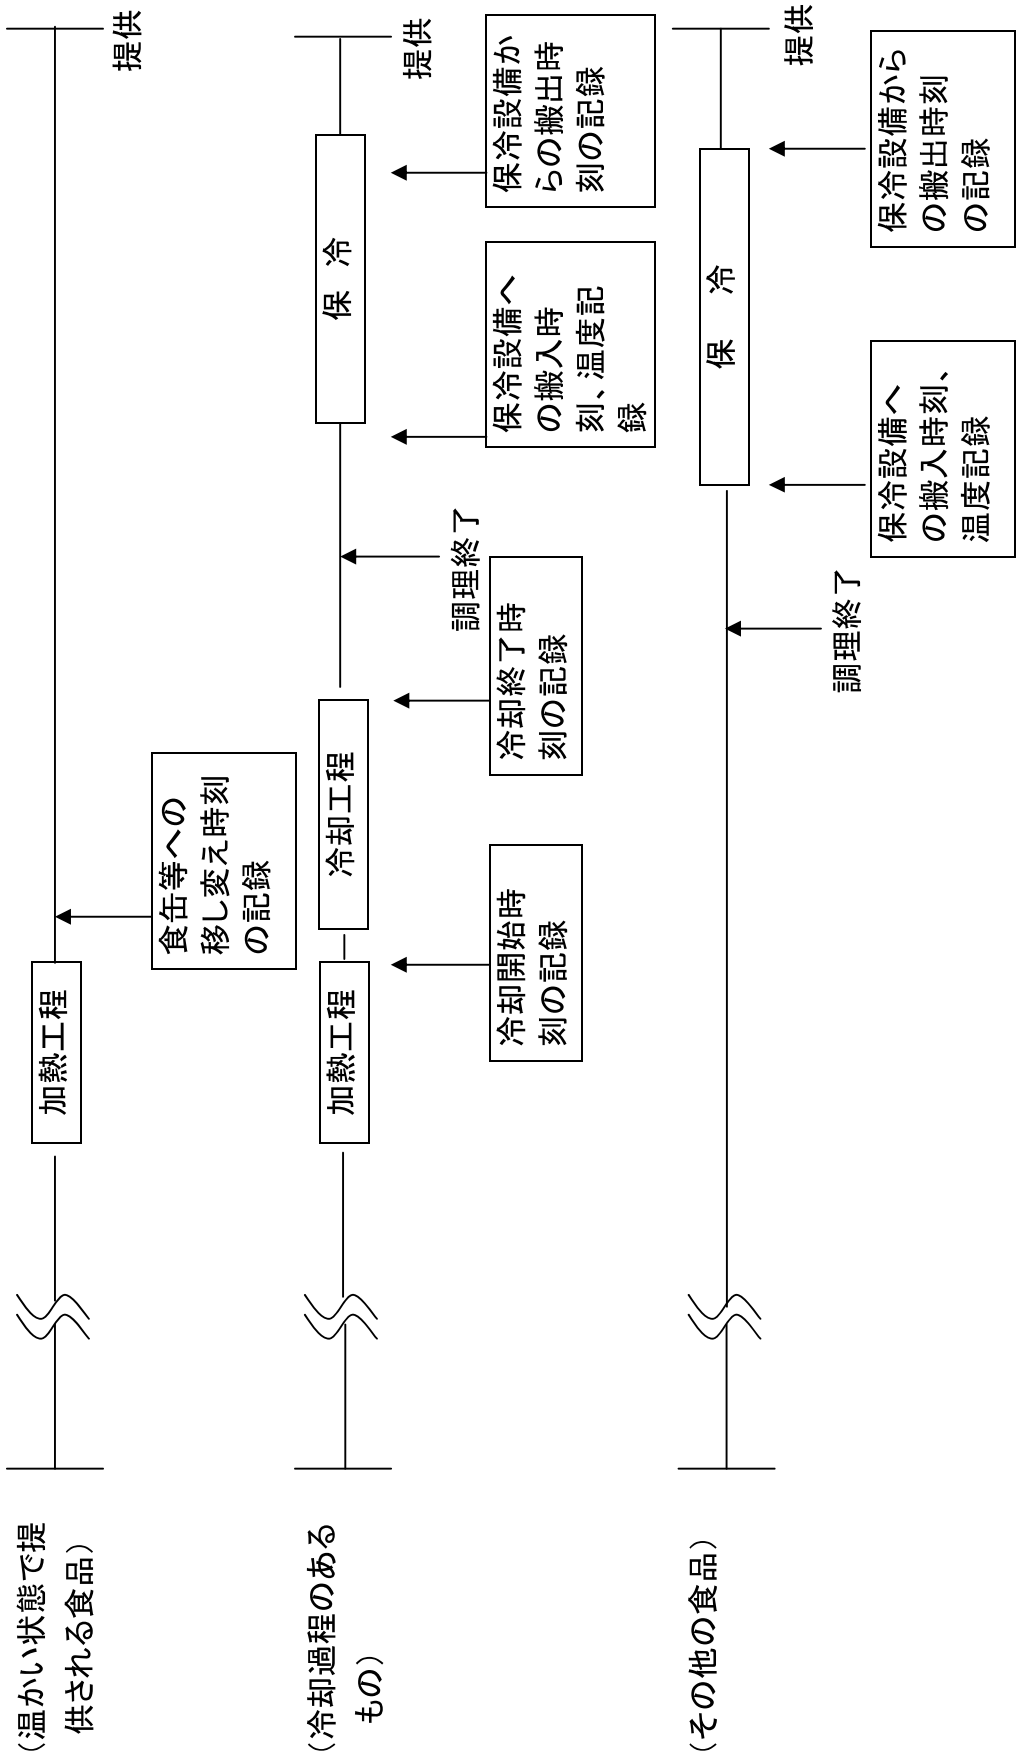 （温かい状態で提
供される食品）
加熱工程
食缶等への
移し変え時刻
の記録
提供
（冷却過程のある
もの）
加熱工程
冷却開始時
刻の記録
冷却工程
冷却終了時
刻の記録
調理終了
保冷設備へ
の搬入時
刻、温度記
録
保　冷
保冷設備か
らの搬出時
刻の記録
提供
（その他の食品）
調理終了
保冷設備へ
の搬入時刻、
温度記録
保　冷
保冷設備から
の搬出時刻
の記録
提供